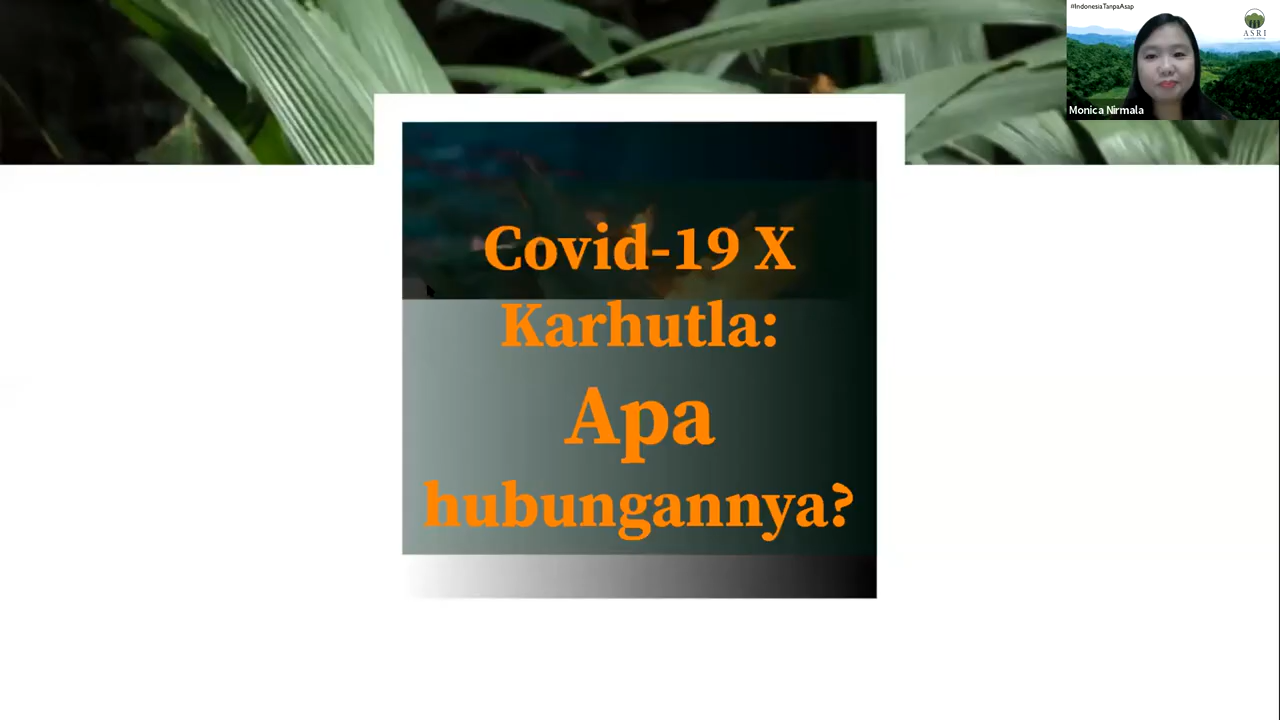 #IndonesiaTanpaAsap
ASRI
Monica Nirmala
Covid-19 X
Karhutla:
Apa
hubungannya?